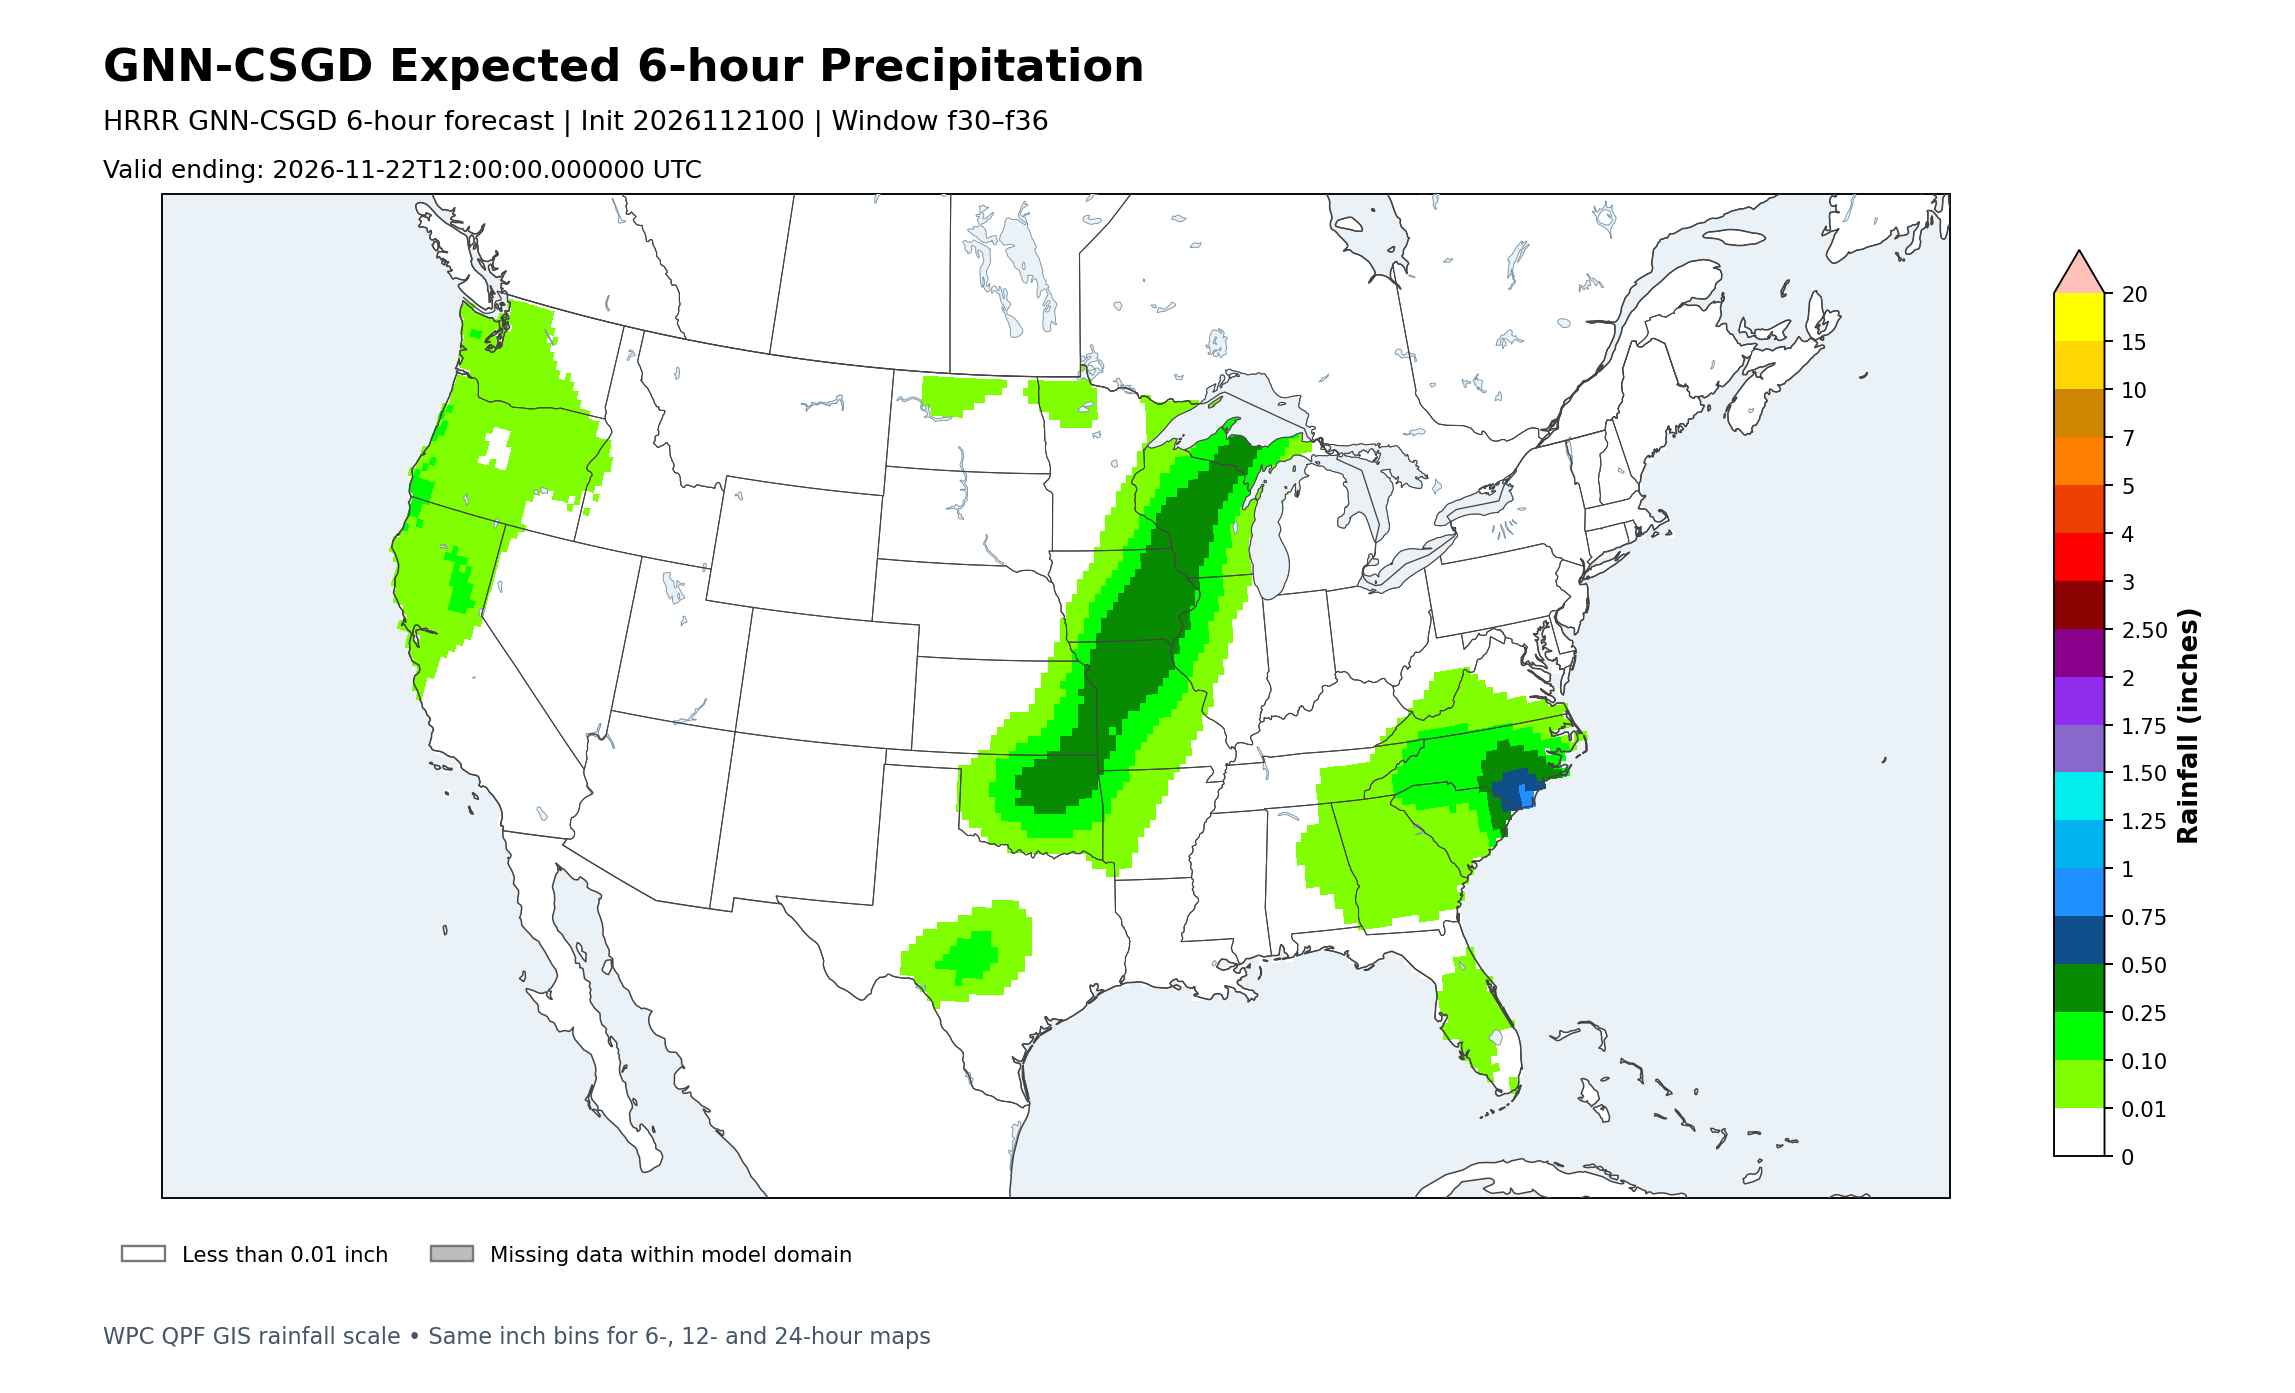 GNN-CSGD Expected 6-hour Precipitation
HRRR GNN-CSGD 6-hour forecast | Init 2026112100 | Window f30–f36
Valid ending: 2026-11-22T12:00:00.000000 UTC
20
15
10
7
5
4
3
2.50
2
1.75
1.50
1.25
1
0.75
0.50
0.25
0.10
0.01
0
Rainfall (inches)
Less than 0.01 inch
Missing data within model domain
WPC QPF GIS rainfall scale • Same inch bins for 6-, 12- and 24-hour maps